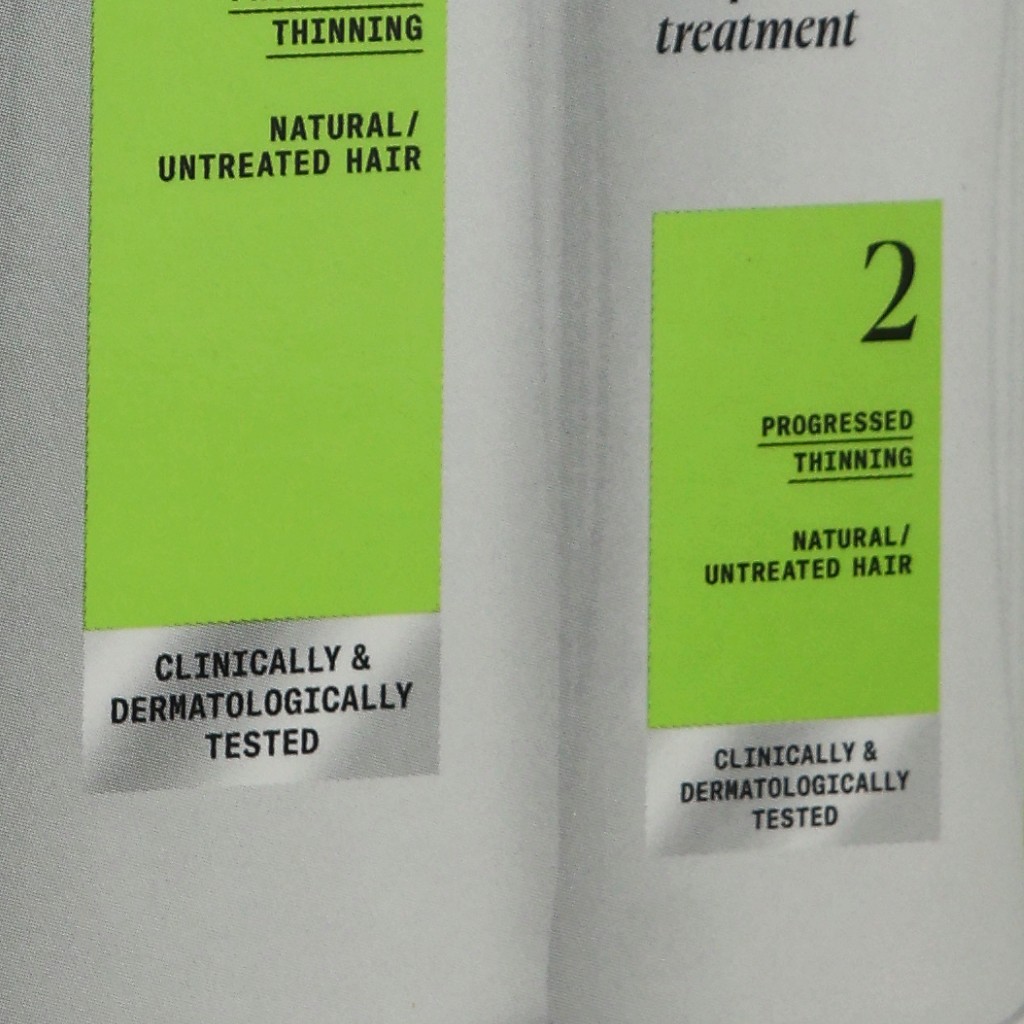 THINNING
NATURAL/
UNTREATED HAIR
CLINICALLY &
DERMATOLOGICALLY
TESTED
treatment
2
PROGRESSED
THINNING
NATURAL/
UNTREATED HAIR
CLINICALLY &
DERMATOLOGICALLY
TESTED